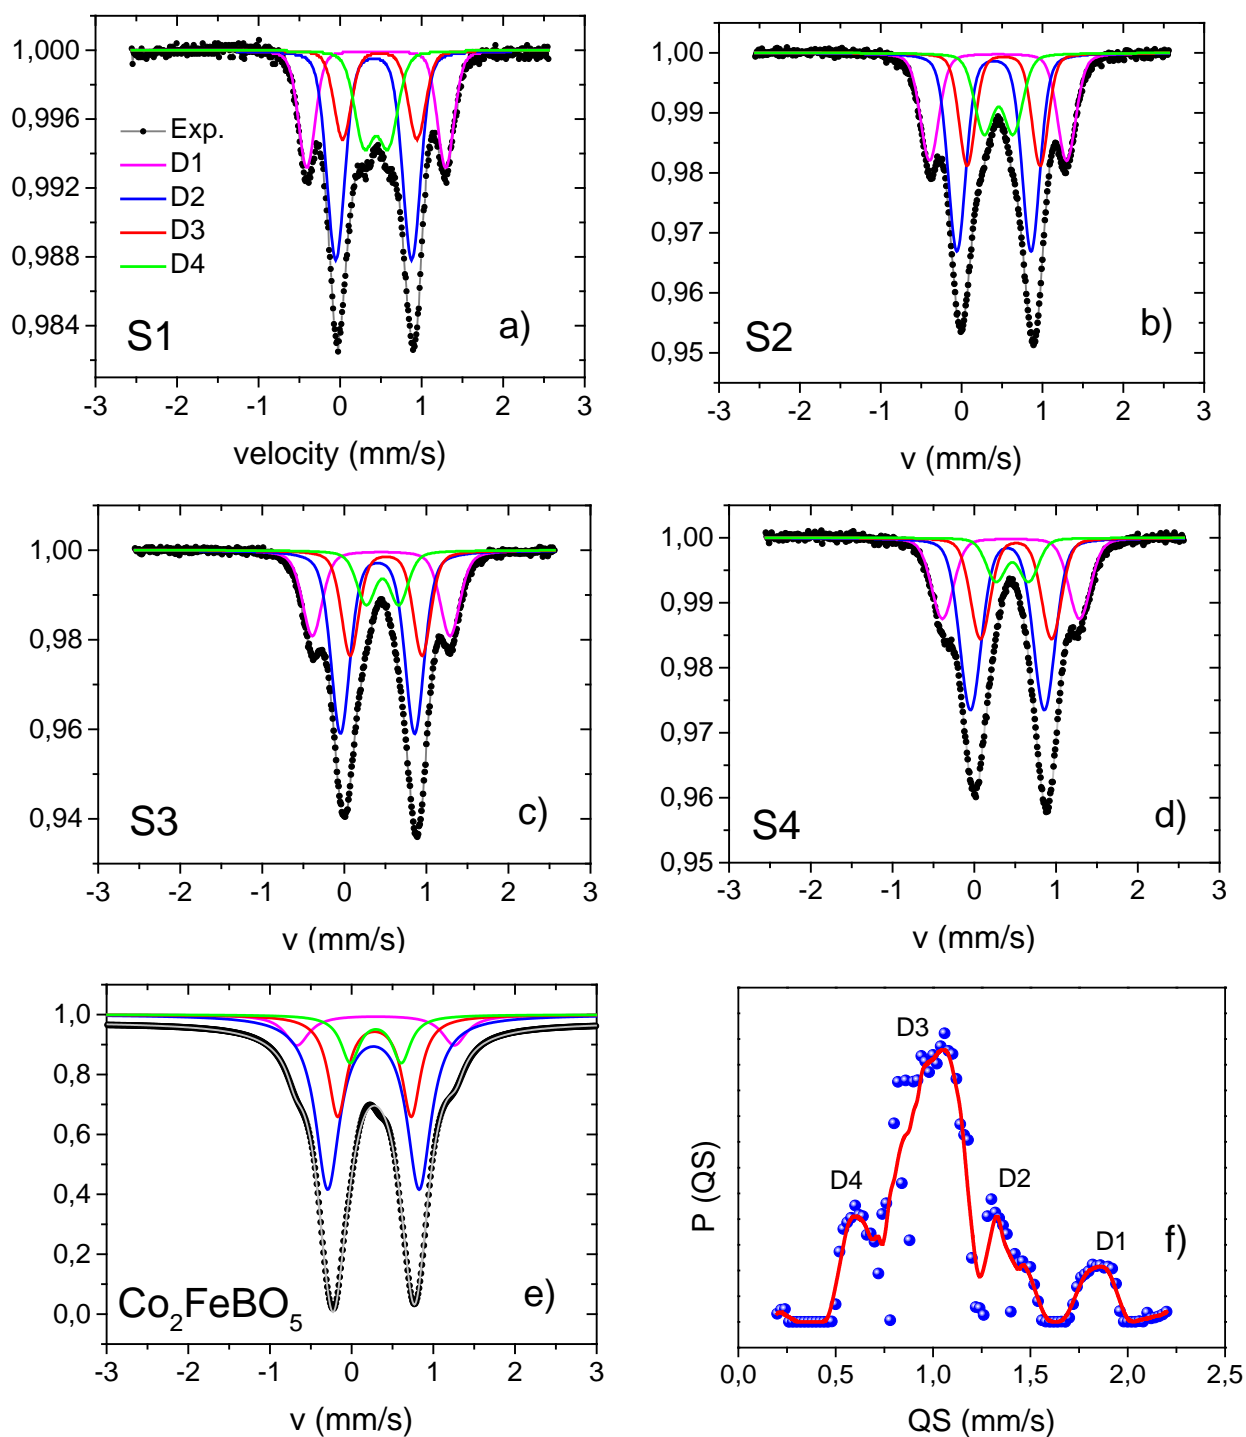 1,000
0,996
0,992
0,988
0,984
Exp.
D1
D2
D3
D4
S1
a)
-3 -2 -1 0 1 2 3
velocity (mm/s)
1,00
0,99
0,98
0,97
0,96
0,95
S2
b)
-3 -2 -1 0 1 2 3
v (mm/s)
1,00
0,98
0,96
0,94
S3
c)
-3 -2 -1 0 1 2 3
v (mm/s)
1,00
0,99
0,98
0,97
0,96
0,95
S4
d)
-3 -2 -1 0 1 2 3
v (mm/s)
1,0
0,8
0,6
0,4
0,2
0,0
Co2FeBO5
e)
-3 -2 -1 0 1 2 3
v (mm/s)
P (QS)
D3
D4
D2
D1
f)
0,0 0,5 1,0 1,5 2,0 2,5
QS (mm/s)